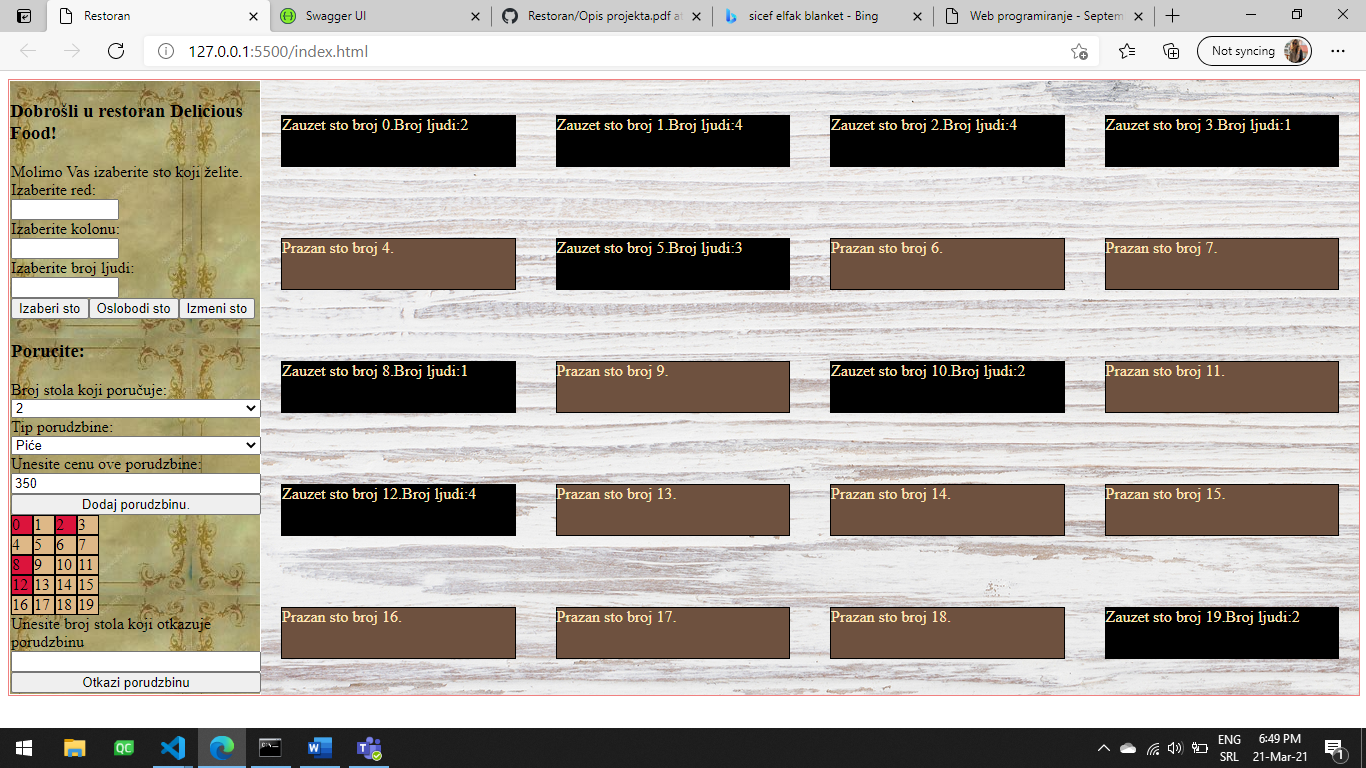 Restoran
Swagger UI
Restoran/Opis projekta.pdf at
sicef elfak blanket - Bing
Web programiranje - Septem
127.0.0.1:5500/index.html
Not syncing
Dobrošli u restoran Delicious
Food!
Molimo Vas izaberite sto koji želite.
Izaberite red:
Izaberite kolonu:
Izaberite broj ljudi:
Izaberi sto Oslobodi sto Izmeni sto
Porucite:
Broj stola koji poručuje:
2
Tip porudzbine:
Piće
Unesite cenu ove porudzbine:
350
Dodaj porudzbinu.
0 1 2 3
4 5 6 7
8 9 10 11
12 13 14 15
16 17 18 19
Unesite broj stola koji otkazuje
porudzbinu
Otkazi porudzbinu
Zauzet sto broj 0.Broj ljudi:2
Zauzet sto broj 1.Broj ljudi:4
Zauzet sto broj 2.Broj ljudi:4
Zauzet sto broj 3.Broj ljudi:1
Prazan sto broj 4.
Zauzet sto broj 5.Broj ljudi:3
Prazan sto broj 6.
Prazan sto broj 7.
Zauzet sto broj 8.Broj ljudi:1
Prazan sto broj 9.
Zauzet sto broj 10.Broj ljudi:2
Prazan sto broj 11.
Zauzet sto broj 12.Broj ljudi:4
Prazan sto broj 13.
Prazan sto broj 14.
Prazan sto broj 15.
Prazan sto broj 16.
Prazan sto broj 17.
Prazan sto broj 18.
Zauzet sto broj 19.Broj ljudi:2
QC
ENG
SRL
6:49 PM
21-Mar-21
1